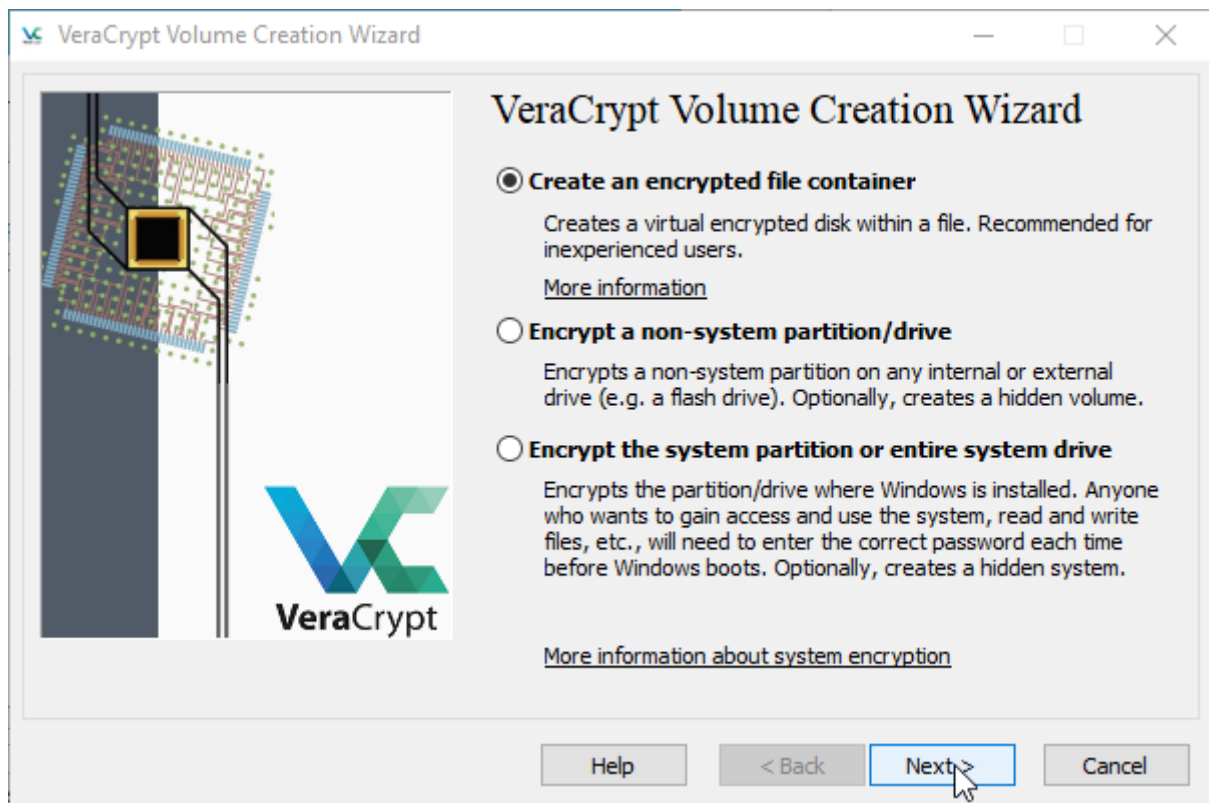 VeraCrypt Volume Creation Wizard
VeraCrypt Volume Creation Wizard
Create an encrypted file container
Creates a virtual encrypted disk within a file. Recommended for
inexperienced users.
More information
Encrypt a non-system partition/drive
Encrypts a non-system partition on any internal or external
drive (e.g. a flash drive). Optionally, creates a hidden volume.
Encrypt the system partition or entire system drive
Encrypts the partition/drive where Windows is installed. Anyone
who wants to gain access and use the system, read and write
files, etc., will need to enter the correct password each time
before Windows boots. Optionally, creates a hidden system.
VeraCrypt
More information about system encryption
Help
< Back
Next >
Cancel